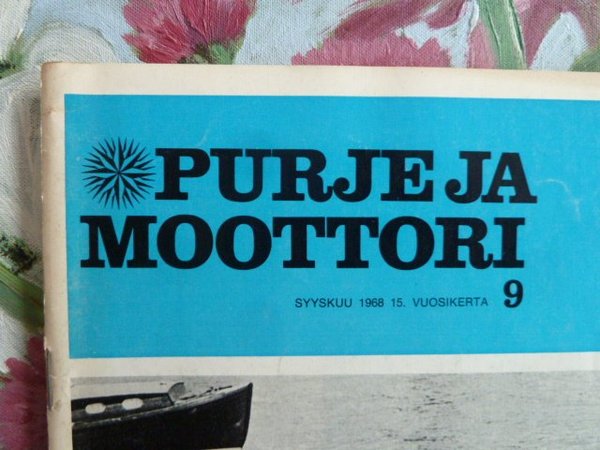 PURJE JA
MOOTTORI
SYYSKUU 1968 15. VUOSIKERTA 9